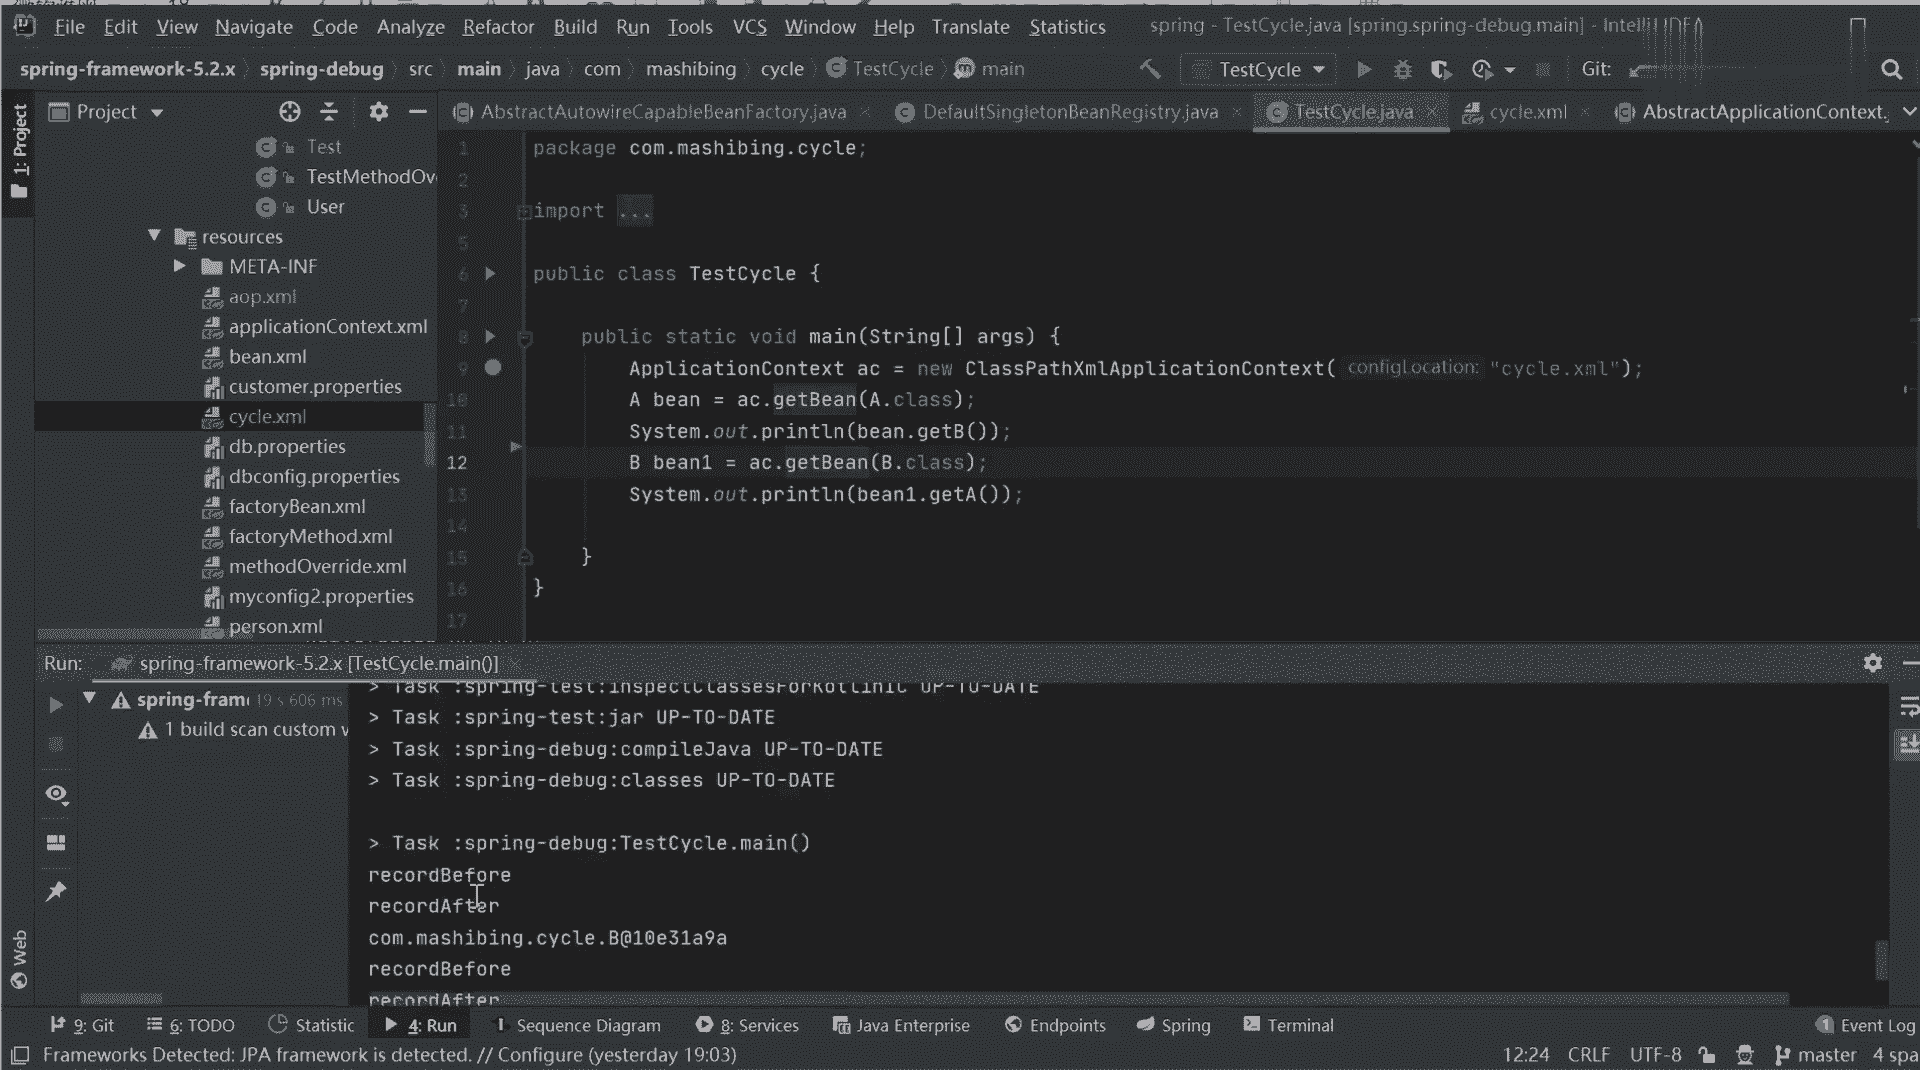 File Edit View Navigate Code Analyze Refactor Build Run Tools VCS Window Help Translate Statistics spring - TestCycle.java [spring.spring-debug.main] - IntelliJ IDEA
spring-framework-5.2.x spring-debug src main java com mashibing cycle TestCycle main TestCycle Git:
Project
AbstractAutowireCapableBeanFactory.java DefaultSingletonBeanRegistry.java TestCycle.java cycle.xml AbstractApplicationContext.
1: Project
Test
TestMethodOv
User
resources
META-INF
aop.xml
applicationContext.xml
bean.xml
customer.properties
cycle.xml
db.properties
dbconfig.properties
factoryBean.xml
factoryMethod.xml
methodOverride.xml
myconfig2.properties
person.xml
1 package com.mashibing.cycle;
2
3 import ...
5
6 public class TestCycle {
7
8 public static void main(String[] args) {
9 ApplicationContext ac = new ClassPathXmlApplicationContext( configLocation: "cycle.xml");
10 A bean = ac.getBean(A.class);
11 System.out.println(bean.getB());
12 B bean1 = ac.getBean(B.class);
13 System.out.println(bean1.getA());
14
15 }
16 }
17
Run: spring-framework-5.2.x [TestCycle.main()]
spring-fram 19 s 606 ms
1 build scan custom v
> Task :spring-test:inspectClassesForKotlinIC UP-TO-DATE
> Task :spring-test:jar UP-TO-DATE
> Task :spring-debug:compileJava UP-TO-DATE
> Task :spring-debug:classes UP-TO-DATE
> Task :spring-debug:TestCycle.main()
recordBefore
recordAfter
com.mashibing.cycle.B@10e31a9a
recordBefore
recordAfter
Web
9: Git 6: TODO Statistic 4: Run Sequence Diagram 8: Services Java Enterprise Endpoints Spring Terminal 1 Event Log
Frameworks Detected: JPA framework is detected. // Configure (yesterday 19:03) 12:24 CRLF UTF-8 master 4 spa